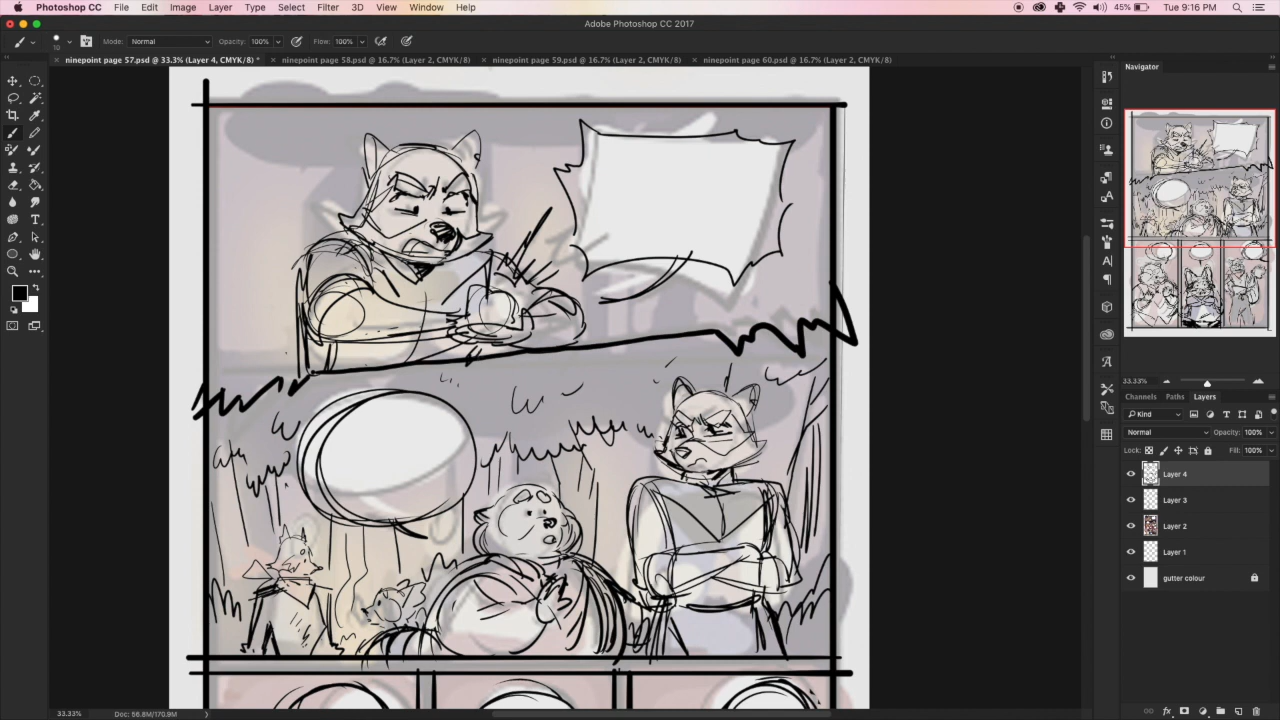 Photoshop CC File Edit Image Layer Type Select Filter 3D View Window Help 45% Tue 9:16 PM
Adobe Photoshop CC 2017
10 Mode: Normal Opacity: 100% Flow: 100%
× ninepoint page 57.psd @ 33.3% (Layer 4, CMYK/8) * × ninepoint page 58.psd @ 16.7% (Layer 2, CMYK/8) × ninepoint page 59.psd @ 16.7% (Layer 2, CMYK/8) × ninepoint page 60.psd @ 16.7% (Layer 2, CMYK/8)
Navigator
33.33%
Channels Paths Layers
Kind
Normal Opacity: 100%
Lock: Fill: 100%
Layer 4
Layer 3
Layer 2
Layer 1
gutter colour
33.33% Doc: 56.8M/170.9M